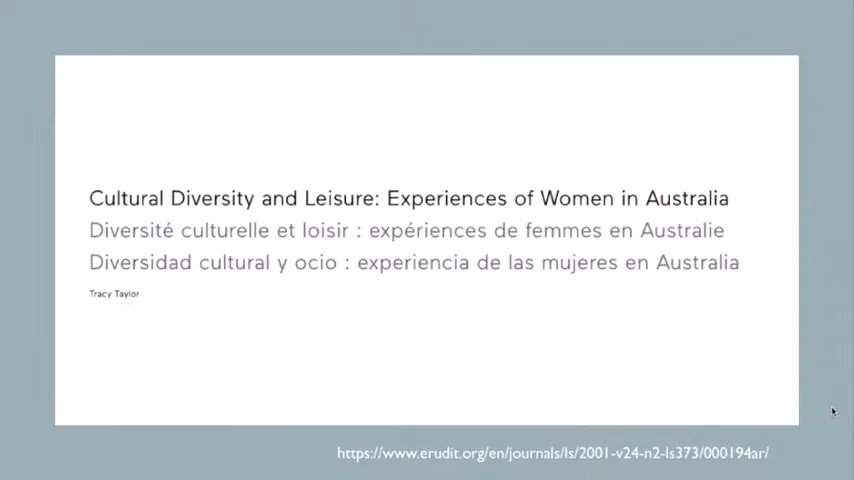 Cultural Diversity and Leisure: Experiences of Women in Australia
Diversité culturelle et loisir : expériences de femmes en Australie
Diversidad cultural y ocio : experiencia de las mujeres en Australia
Tracy Taylor
https://www.erudit.org/en/journals/ls/2001-v24-n2-ls373/000194ar/